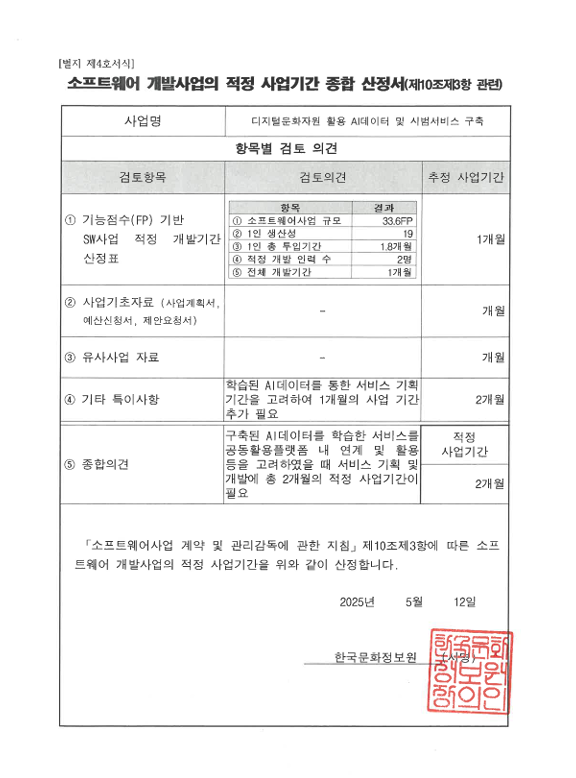 [별지 제4호서식]
소프트웨어 개발사업의 적정 사업기간 종합 산정서(제10조제3항 관련)
사업명 디지털문화자원 활용 AI데이터 및 시범서비스 구축
항목별 검토 의견
검토항목 검토의견 추정 사업기간
① 기능점수(FP) 기반
SW사업 적정 개발기간
산정표
항목 결과
① 소프트웨어사업 규모 33.6FP
② 1인 생산성 19
③ 1인 총 투입기간 1.8개월
④ 적정 개발 인력 수 2명
⑤ 전체 개발기간 1개월
1개월
② 사업기초자료 (사업계획서,
예산신청서, 제안요청서)
- 개월
③ 유사사업 자료 - 개월
④ 기타 특이사항
학습된 AI데이터를 통한 서비스 기획
기간을 고려하여 1개월의 사업 기간
추가 필요
2개월
⑤ 종합의견
구축된 AI데이터를 학습한 서비스를
공동활용플랫폼 내 연계 및 활용
등을 고려하였을 때 서비스 기획 및
개발에 총 2개월의 적정 사업기간이
필요
적정
사업기간
2개월
「소프트웨어사업 계약 및 관리감독에 관한 지침」제10조제3항에 따른 소프
트웨어 개발사업의 적정 사업기간을 위와 같이 산정합니다.
2025년 5월 12일
한국문화정보원 (서명)
한국문화
정보원
장의인